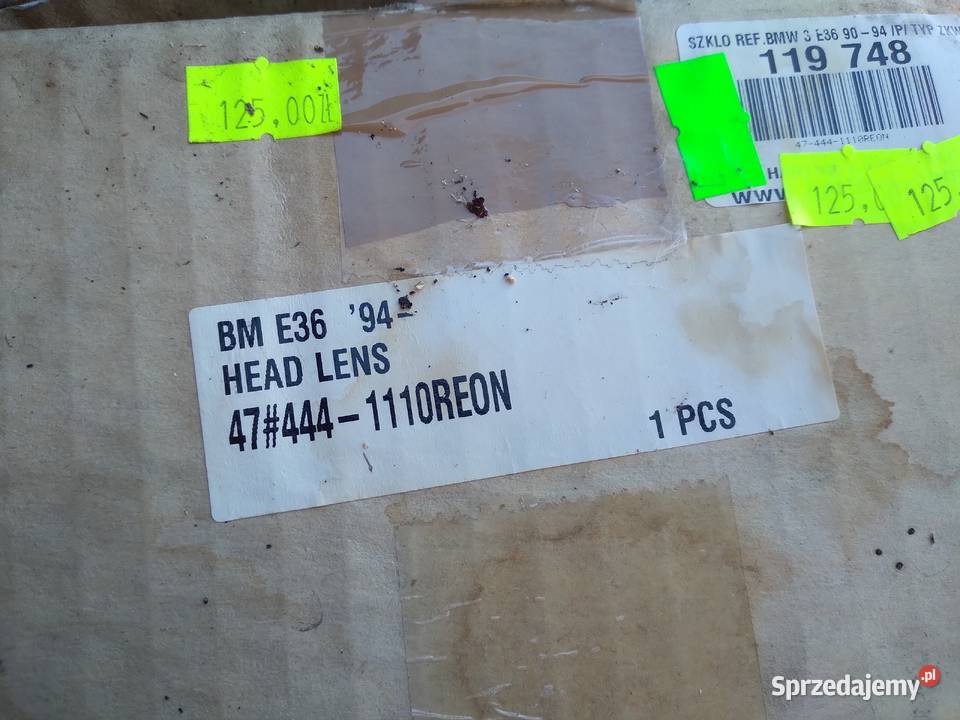 SZKLO REF.BMW 3 E36 90-94 /P/ TYP ZKW
119 748
47-444-1110REON
WWW
125,00ZŁ
125,
125
BM E36 '94-
HEAD LENS
47#444-1110REON
1 PCS
Sprzedajemy.pl